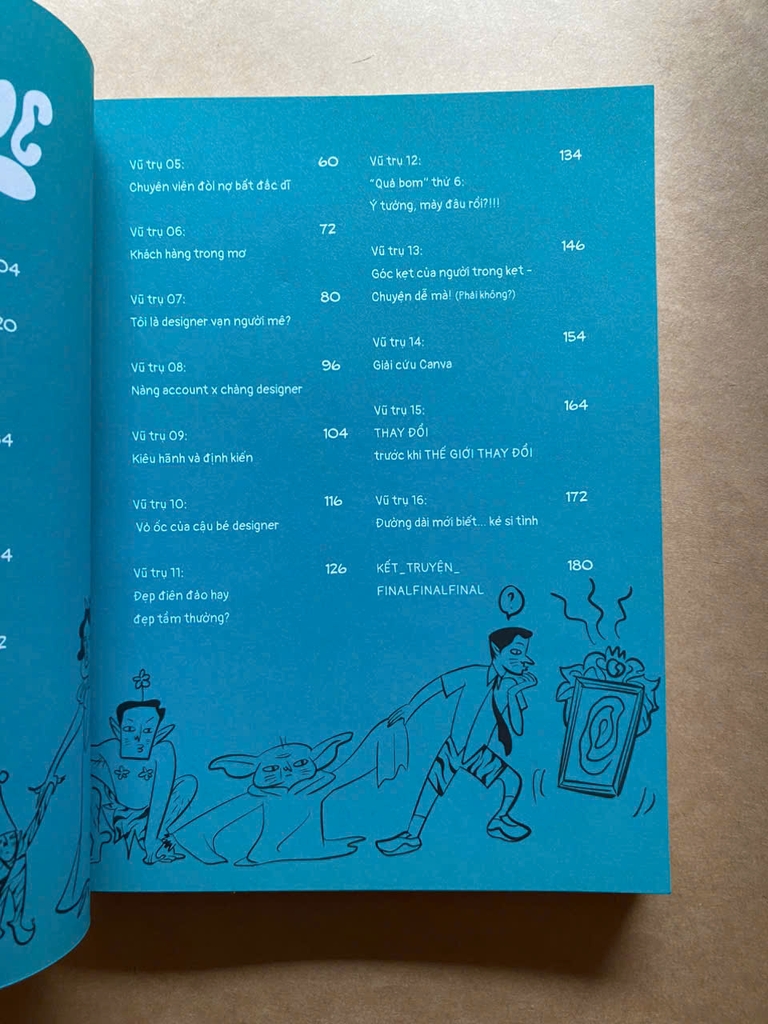 04
20
4
4
2
Vũ trụ 05: 60
Chuyên viên đòi nợ bất đắc dĩ
Vũ trụ 06: 72
Khách hàng trong mơ
Vũ trụ 07: 80
Tôi là designer vạn người mê?
Vũ trụ 08: 96
Nàng account x chàng designer
Vũ trụ 09: 104
Kiêu hãnh và định kiến
Vũ trụ 10: 116
Vỏ ốc của cậu bé designer
Vũ trụ 11: 126
Đẹp điên đảo hay
đẹp tầm thường?
Vũ trụ 12: 134
“Quả bom” thứ 6:
Ý tưởng, mày đâu rồi?!!!
Vũ trụ 13: 146
Góc kẹt của người trong kẹt –
Chuyện dễ mà! (Phải không?)
Vũ trụ 14: 154
Giải cứu Canva
Vũ trụ 15: 164
THAY ĐỔI
trước khi THẾ GIỚI THAY ĐỔI
Vũ trụ 16: 172
Đường dài mới biết... kẻ si tình
KẾT_TRUYỆN_ 180
FINALFINALFINAL
?